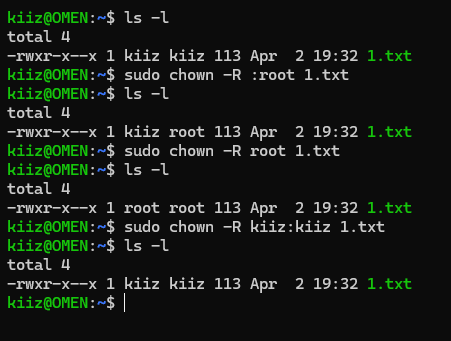 kiiz@OMEN:~$ ls -l
total 4
-rwxr-x--x 1 kiiz kiiz 113 Apr  2 19:32 1.txt
kiiz@OMEN:~$ sudo chown -R :root 1.txt
kiiz@OMEN:~$ ls -l
total 4
-rwxr-x--x 1 kiiz root 113 Apr  2 19:32 1.txt
kiiz@OMEN:~$ sudo chown -R root 1.txt
kiiz@OMEN:~$ ls -l
total 4
-rwxr-x--x 1 root root 113 Apr  2 19:32 1.txt
kiiz@OMEN:~$ sudo chown -R kiiz:kiiz 1.txt
kiiz@OMEN:~$ ls -l
total 4
-rwxr-x--x 1 kiiz kiiz 113 Apr  2 19:32 1.txt
kiiz@OMEN:~$